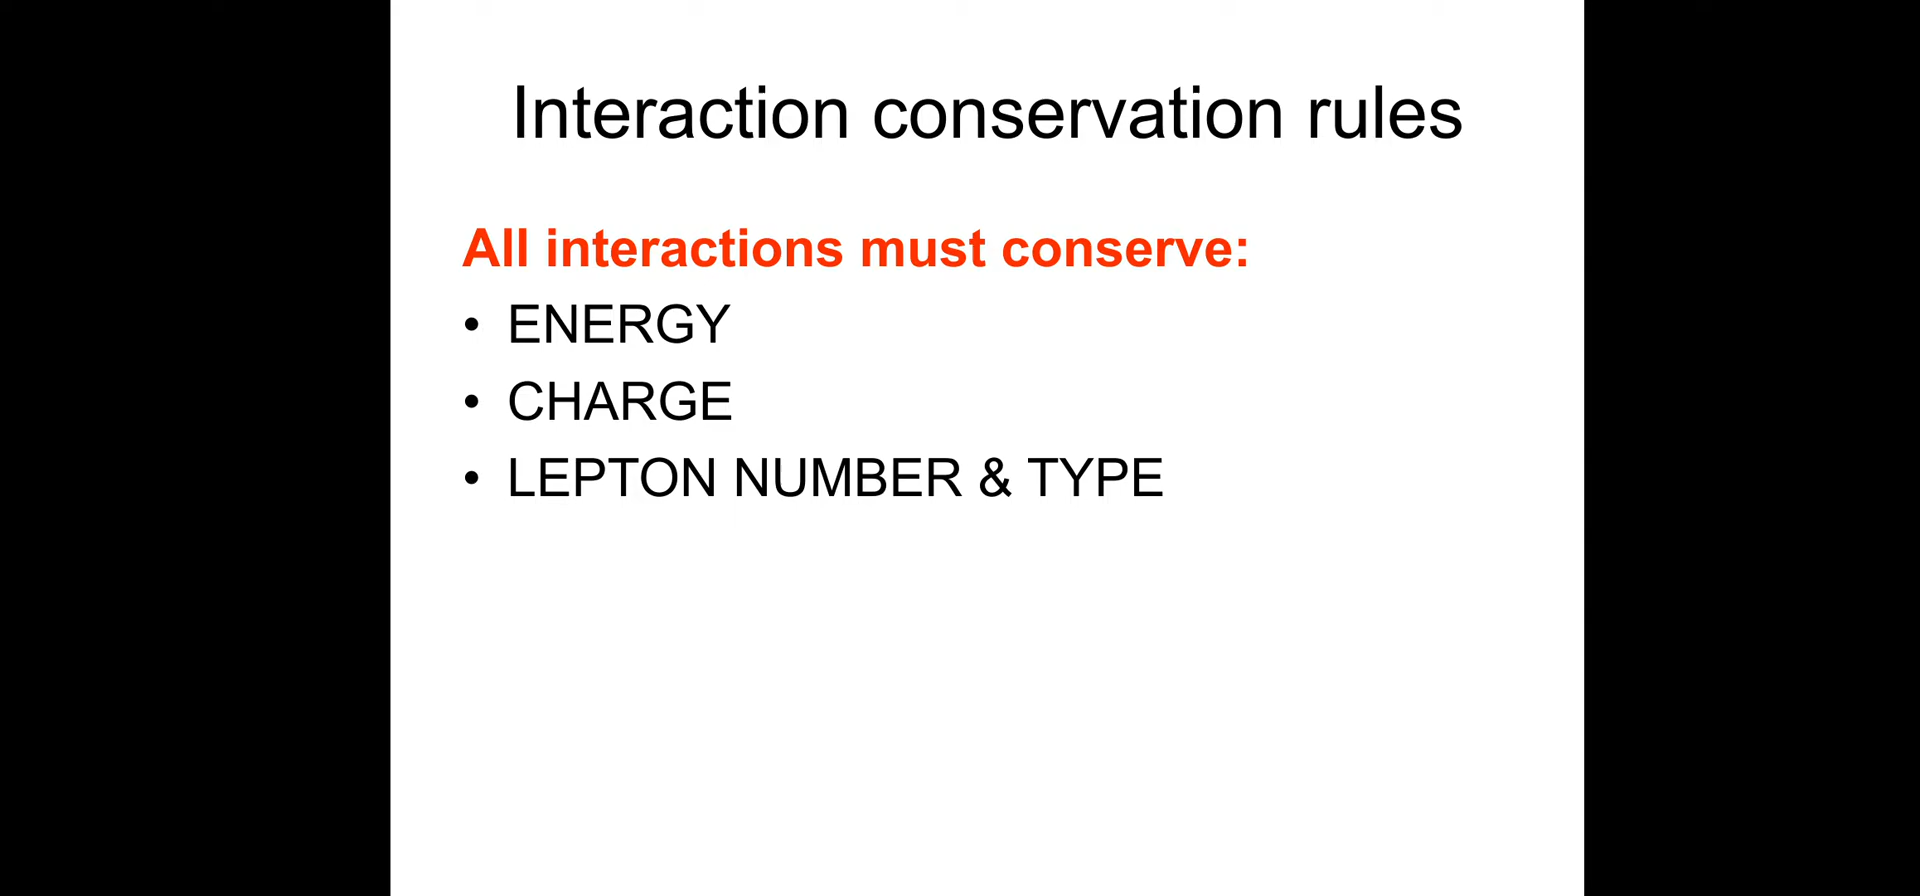 Interaction conservation rules
All interactions must conserve:
• ENERGY
• CHARGE
• LEPTON NUMBER & TYPE